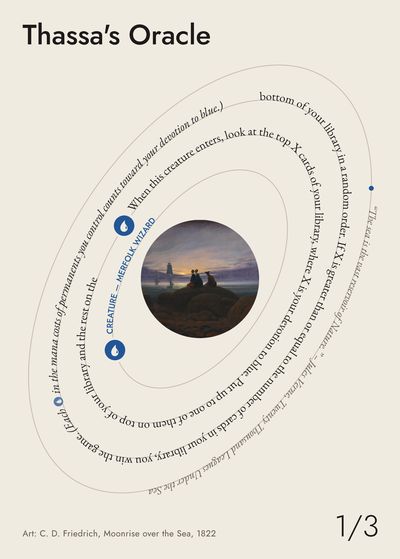 Thassa's Oracle
CREATURE — MERFOLK WIZARD
When this creature enters, look at the top X cards of your library, where X is your devotion to blue. Put up to one of them on top of your library and the rest on the
bottom of your library in a random order. If X is greater than or equal to the number of cards in your library, you win the game. (Each in the mana costs of permanents you control counts toward your devotion to blue.)
"The sea is the vast reservoir of Nature." – Jules Verne, Twenty Thousand Leagues Under the Sea
Art: C. D. Friedrich, Moonrise over the Sea, 1822
1/3